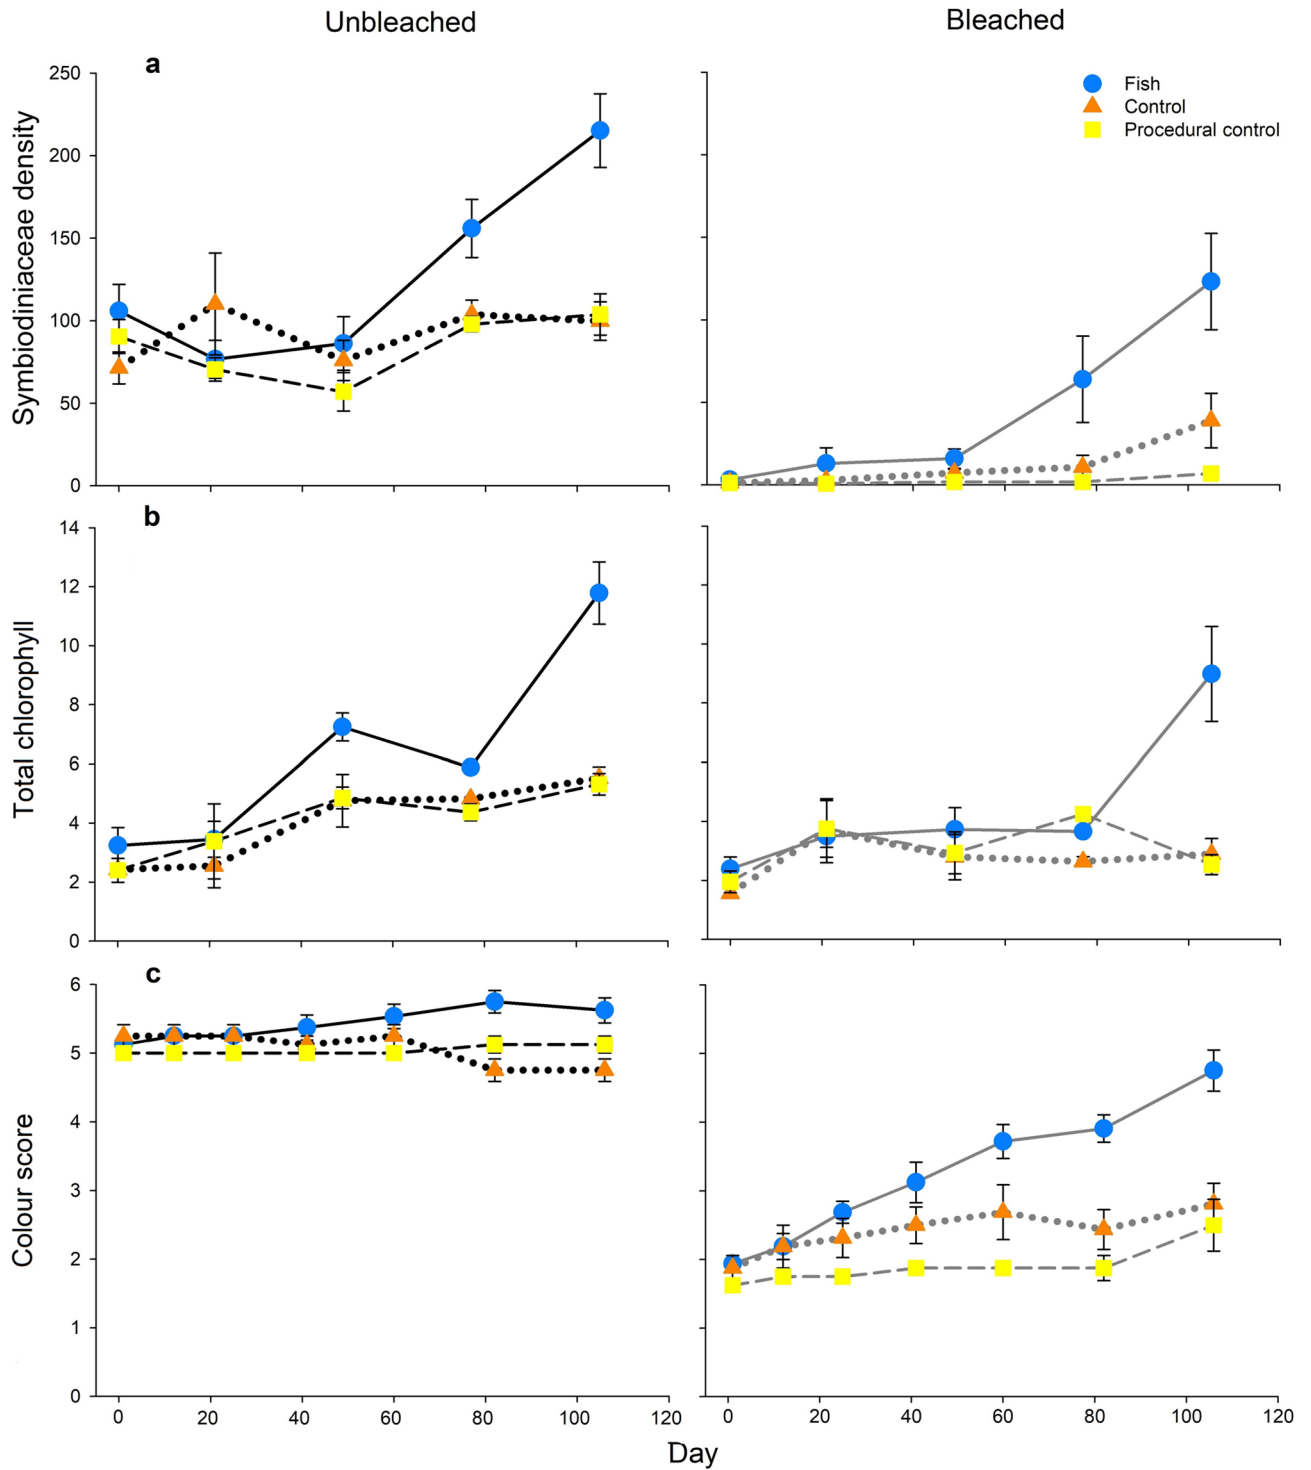 Unbleached
Bleached
a
Symbiodiniaceae density
250
200
150
100
50
0
Fish
Control
Procedural control
b
Total chlorophyll
14
12
10
8
6
4
2
0
c
Colour score
6
5
4
3
2
1
0
0 20 40 60 80 100 120
0 20 40 60 80 100 120
Day